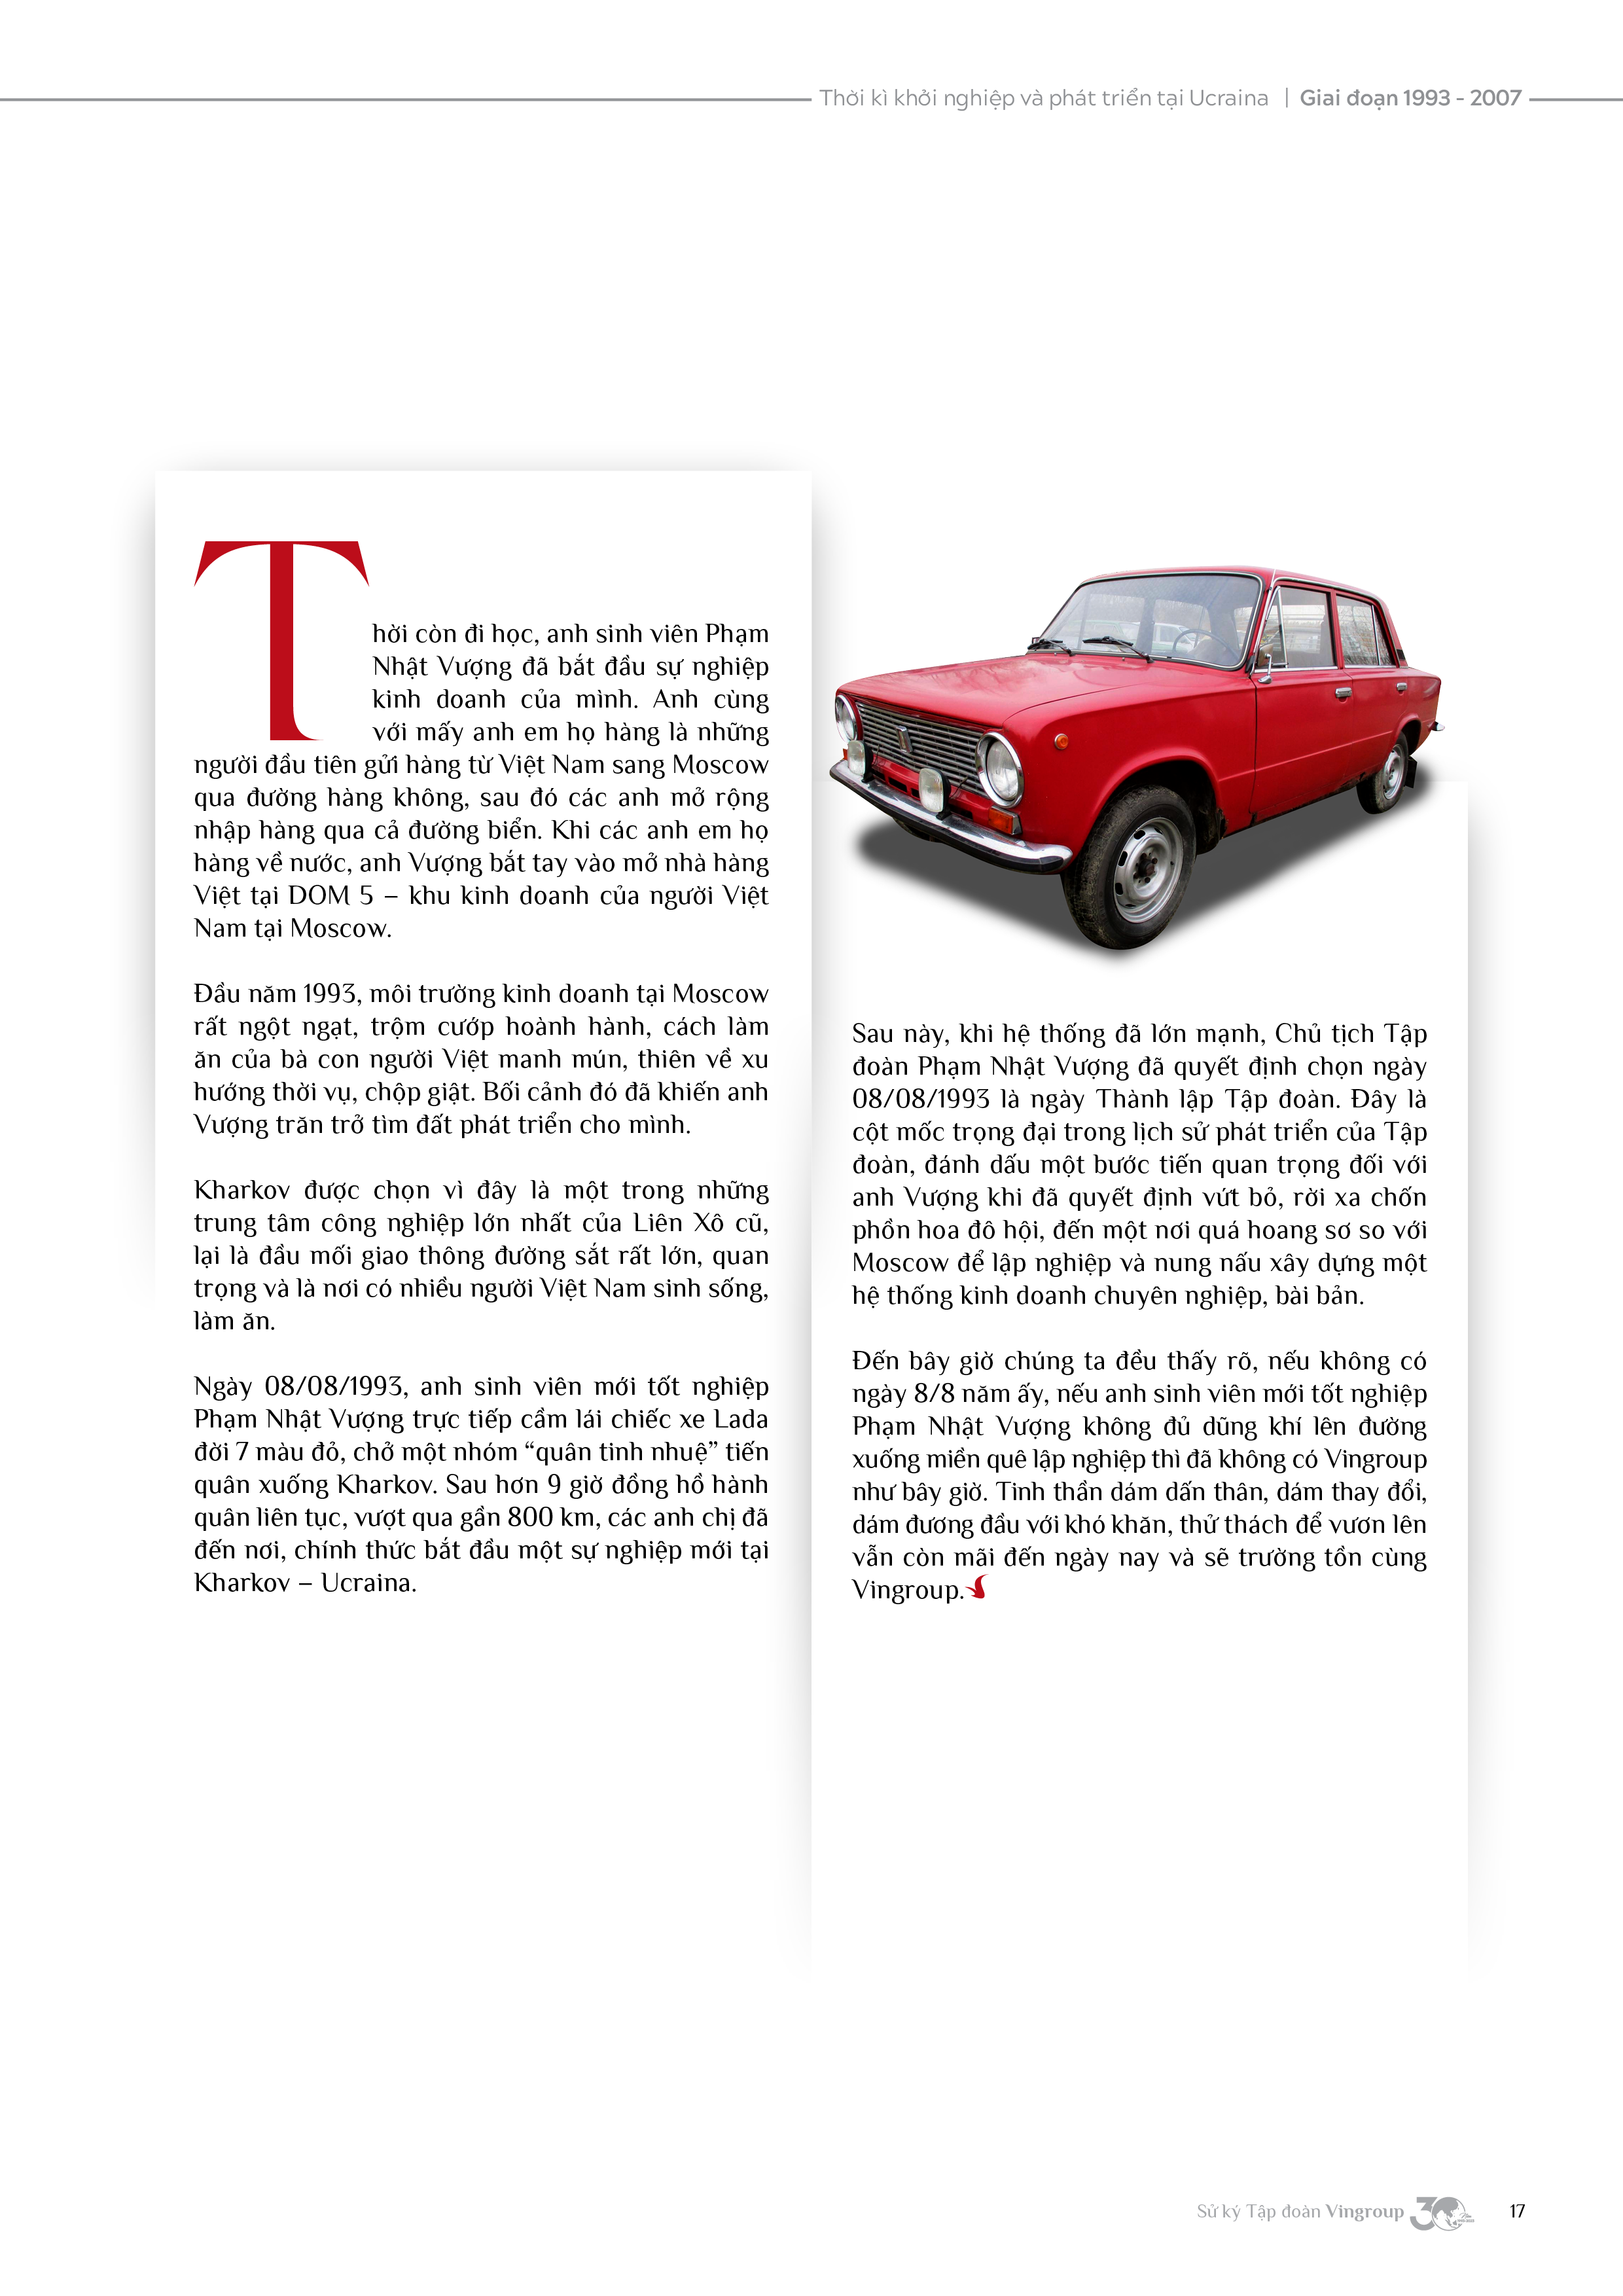 Thời kì khởi nghiệp và phát triển tại Ucraina | Giai đoạn 1993 - 2007
Thời còn đi học, anh sinh viên Phạm
Nhật Vượng đã bắt đầu sự nghiệp
kinh doanh của mình. Anh cùng
với mấy anh em họ hàng là những
người đầu tiên gửi hàng từ Việt Nam sang Moscow
qua đường hàng không, sau đó các anh mở rộng
nhập hàng qua cả đường biển. Khi các anh em họ
hàng về nước, anh Vượng bắt tay vào mở nhà hàng
Việt tại DOM 5 – khu kinh doanh của người Việt
Nam tại Moscow.
Đầu năm 1993, môi trường kinh doanh tại Moscow
rất ngột ngạt, trộm cướp hoành hành, cách làm
ăn của bà con người Việt manh mún, thiên về xu
hướng thời vụ, chộp giật. Bối cảnh đó đã khiến anh
Vượng trăn trở tìm đất phát triển cho mình.
Kharkov được chọn vì đây là một trong những
trung tâm công nghiệp lớn nhất của Liên Xô cũ,
lại là đầu mối giao thông đường sắt rất lớn, quan
trọng và là nơi có nhiều người Việt Nam sinh sống,
làm ăn.
Ngày 08/08/1993, anh sinh viên mới tốt nghiệp
Phạm Nhật Vượng trực tiếp cầm lái chiếc xe Lada
đời 7 màu đỏ, chở một nhóm “quân tinh nhuệ” tiến
quân xuống Kharkov. Sau hơn 9 giờ đồng hồ hành
quân liên tục, vượt qua gần 800 km, các anh chị đã
đến nơi, chính thức bắt đầu một sự nghiệp mới tại
Kharkov – Ucraina.
Sau này, khi hệ thống đã lớn mạnh, Chủ tịch Tập
đoàn Phạm Nhật Vượng đã quyết định chọn ngày
08/08/1993 là ngày Thành lập Tập đoàn. Đây là
cột mốc trọng đại trong lịch sử phát triển của Tập
đoàn, đánh dấu một bước tiến quan trọng đối với
anh Vượng khi đã quyết định vứt bỏ, rời xa chốn
phồn hoa đô hội, đến một nơi quá hoang sơ so với
Moscow để lập nghiệp và nung nấu xây dựng một
hệ thống kinh doanh chuyên nghiệp, bài bản.
Đến bây giờ chúng ta đều thấy rõ, nếu không có
ngày 8/8 năm ấy, nếu anh sinh viên mới tốt nghiệp
Phạm Nhật Vượng không đủ dũng khí lên đường
xuống miền quê lập nghiệp thì đã không có Vingroup
như bây giờ. Tinh thần dám dấn thân, dám thay đổi,
dám đương đầu với khó khăn, thử thách để vươn lên
vẫn còn mãi đến ngày nay và sẽ trường tồn cùng
Vingroup.
Sử ký Tập đoàn Vingroup 30 17